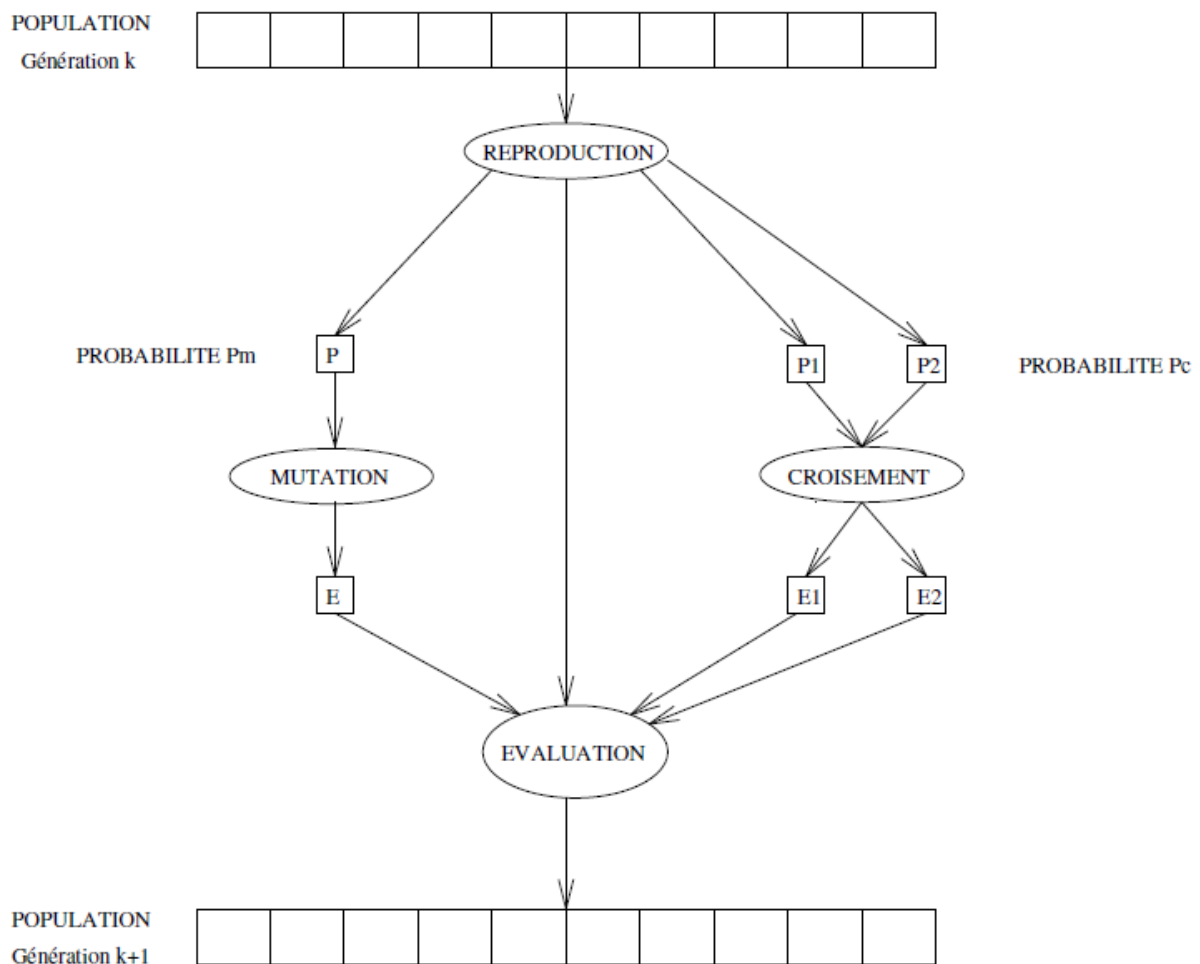 POPULATION
Génération k
REPRODUCTION
PROBABILITE Pm
P
P1
P2
PROBABILITE Pc
MUTATION
CROISEMENT
E
E1
E2
EVALUATION
POPULATION
Génération k+1